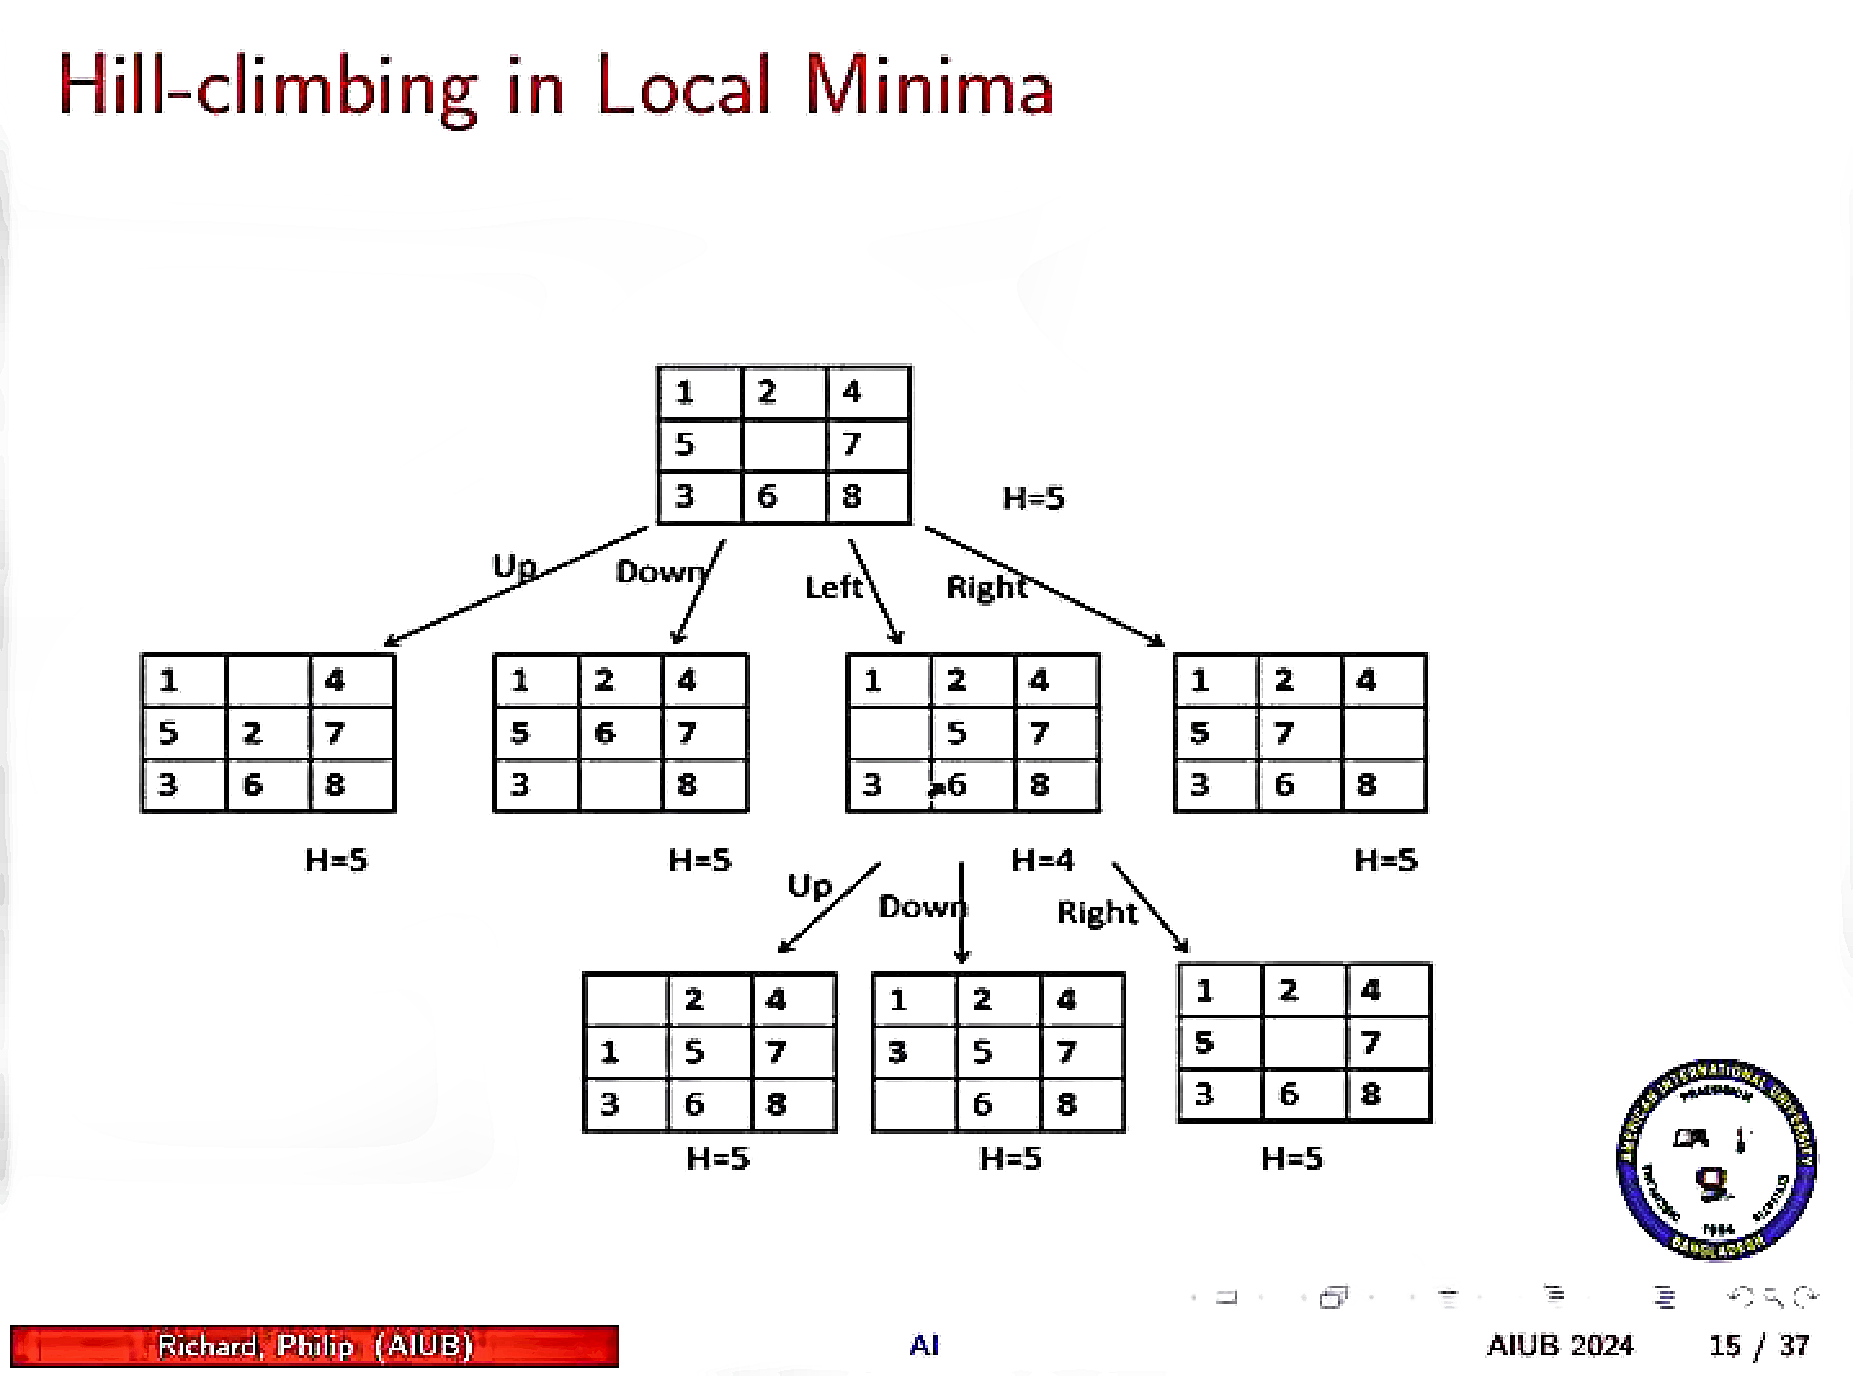 Hill-climbing in Local Minima
1 2 4
5 7
3 6 8
H=5
Up Down Left Right
1 4
5 2 7
3 6 8
H=5
1 2 4
5 6 7
3 8
H=5
1 2 4
5 7
3 6 8
H=4
1 2 4
5 7
3 6 8
H=5
Up Down Right
2 4
1 5 7
3 6 8
H=5
1 2 4
3 5 7
6 8
H=5
1 2 4
5 7
3 6 8
H=5
Richard, Philip (AIUB) AI AIUB 2024 15 / 37